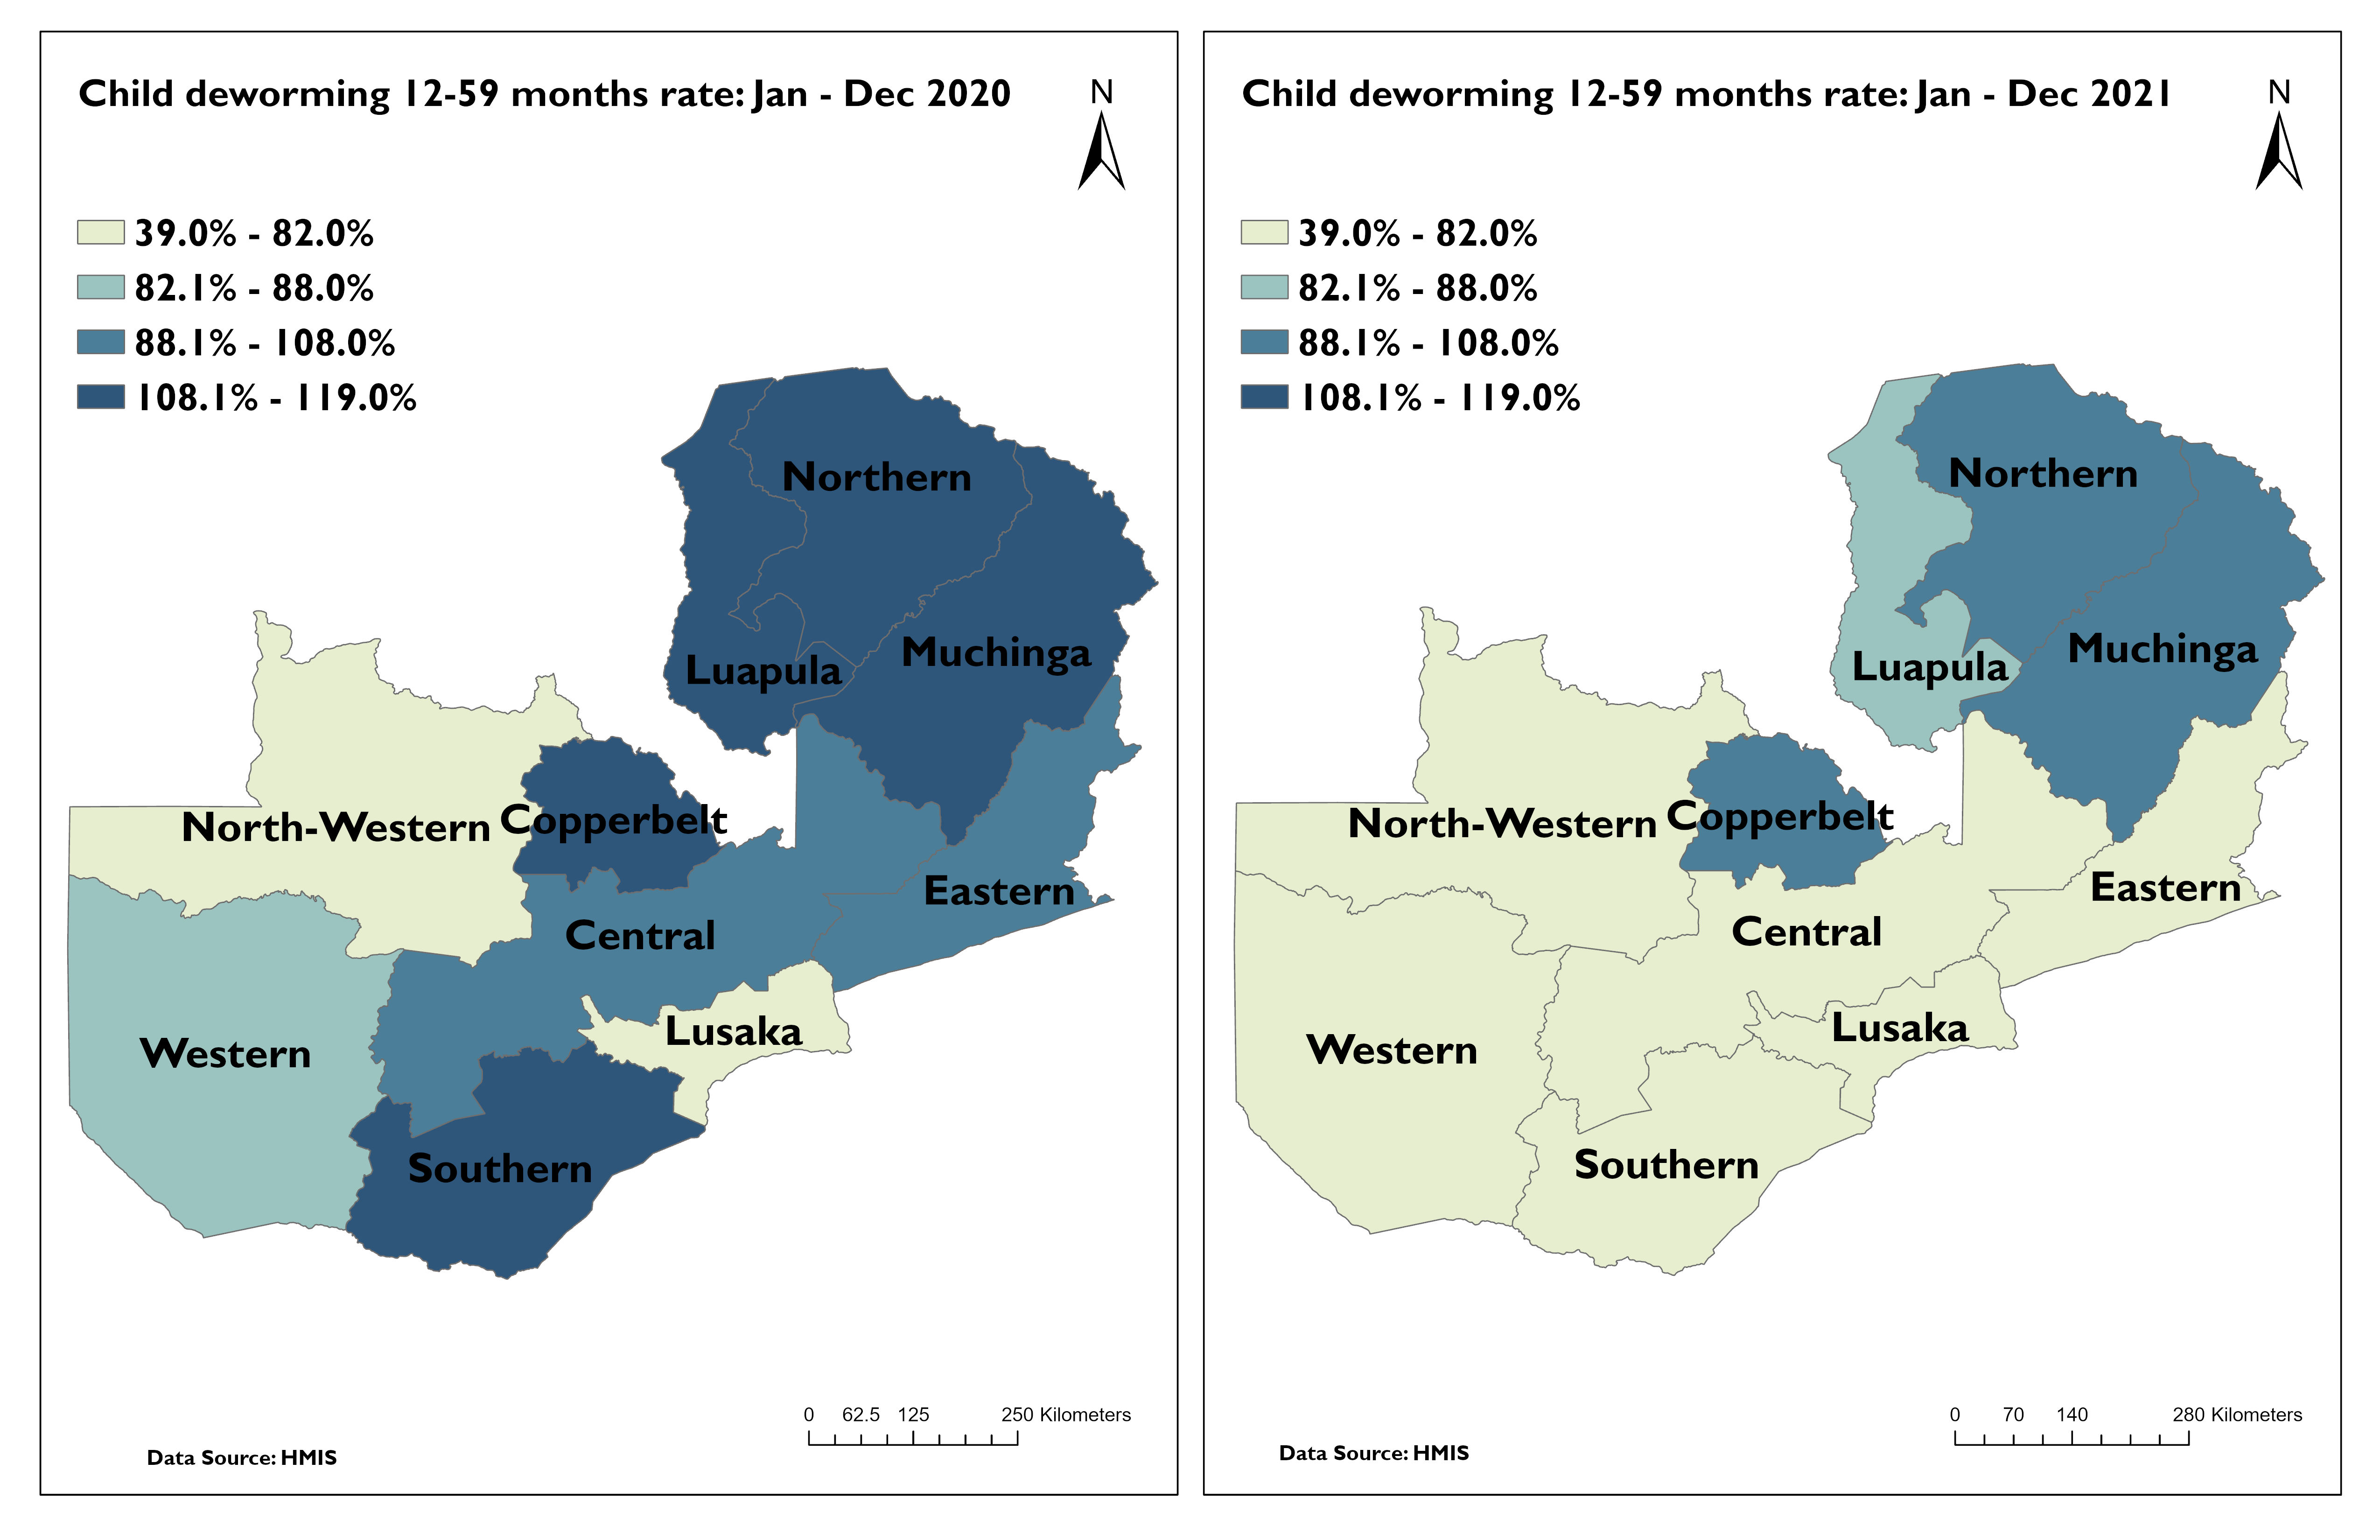 Child deworming 12-59 months rate: Jan - Dec 2020
N
39.0% - 82.0%
82.1% - 88.0%
88.1% - 108.0%
108.1% - 119.0%
Northern
Muchinga
Luapula
North-Western
Copperbelt
Eastern
Central
Lusaka
Western
Southern
0 62.5 125 250 Kilometers
Data Source: HMIS
Child deworming 12-59 months rate: Jan - Dec 2021
N
39.0% - 82.0%
82.1% - 88.0%
88.1% - 108.0%
108.1% - 119.0%
Northern
Muchinga
Luapula
North-Western
Copperbelt
Eastern
Central
Lusaka
Western
Southern
0 70 140 280 Kilometers
Data Source: HMIS